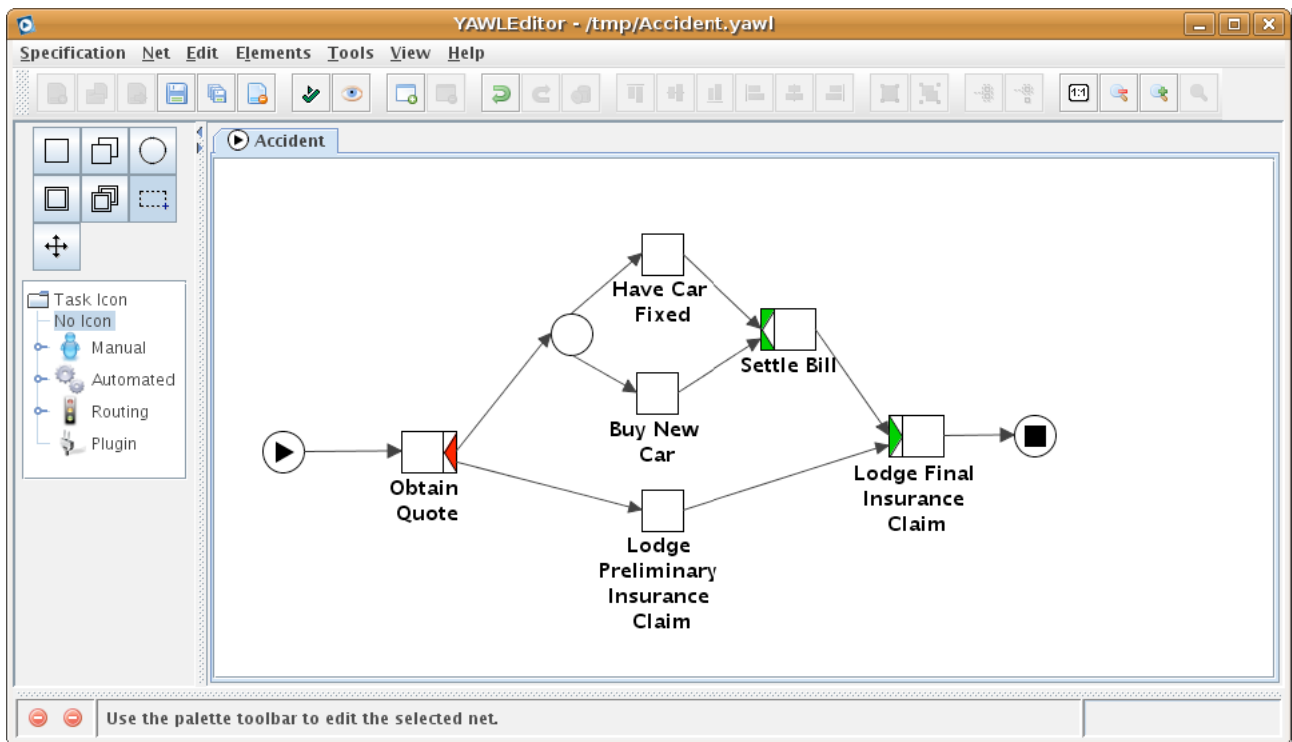 YAWLEditor - /tmp/Accident.yawl
Specification Net Edit Elements Tools View Help
1:1
Accident
Task Icon
No Icon
Manual
Automated
Routing
Plugin
Have Car
Fixed
Settle Bill
Buy New
Car
Obtain
Quote
Lodge Final
Insurance
Claim
Lodge
Preliminary
Insurance
Claim
Use the palette toolbar to edit the selected net.